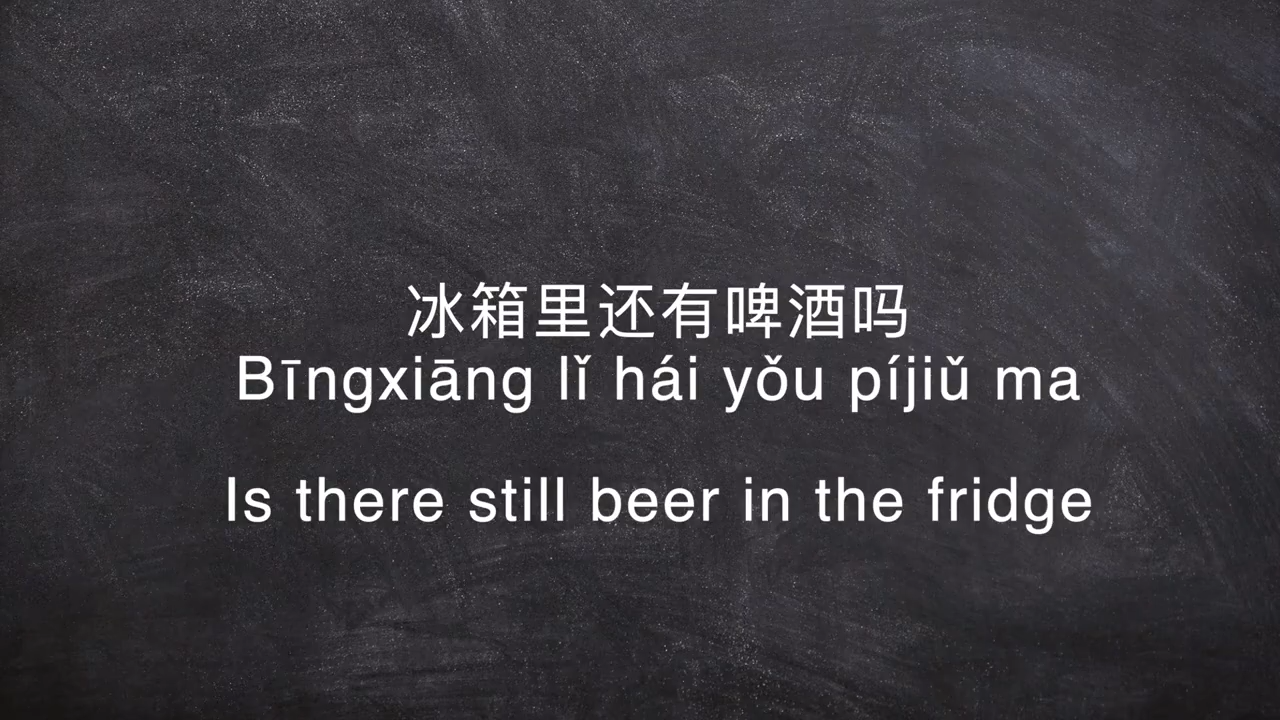 冰箱里还有啤酒吗
Bīngxiāng lǐ hái yǒu píjiǔ ma
Is there still beer in the fridge